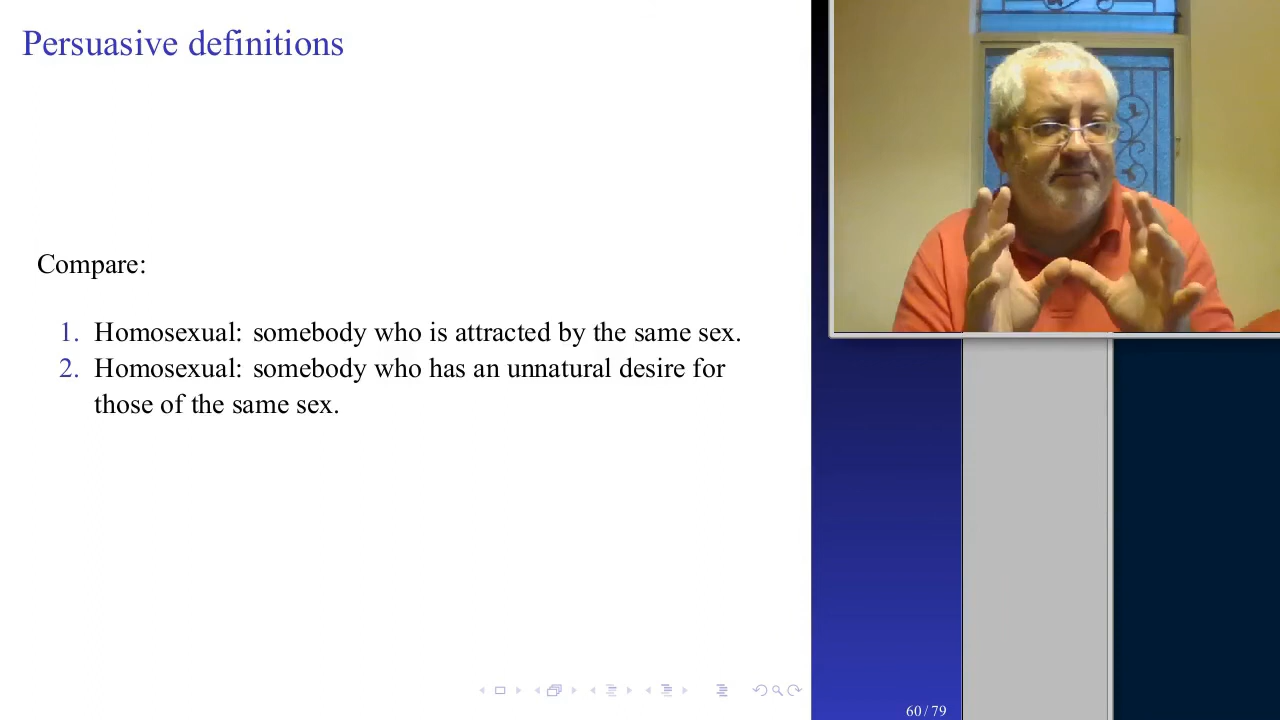 Persuasive definitions
Compare:
1. Homosexual: somebody who is attracted by the same sex.
2. Homosexual: somebody who has an unnatural desire for
those of the same sex.
60 / 79